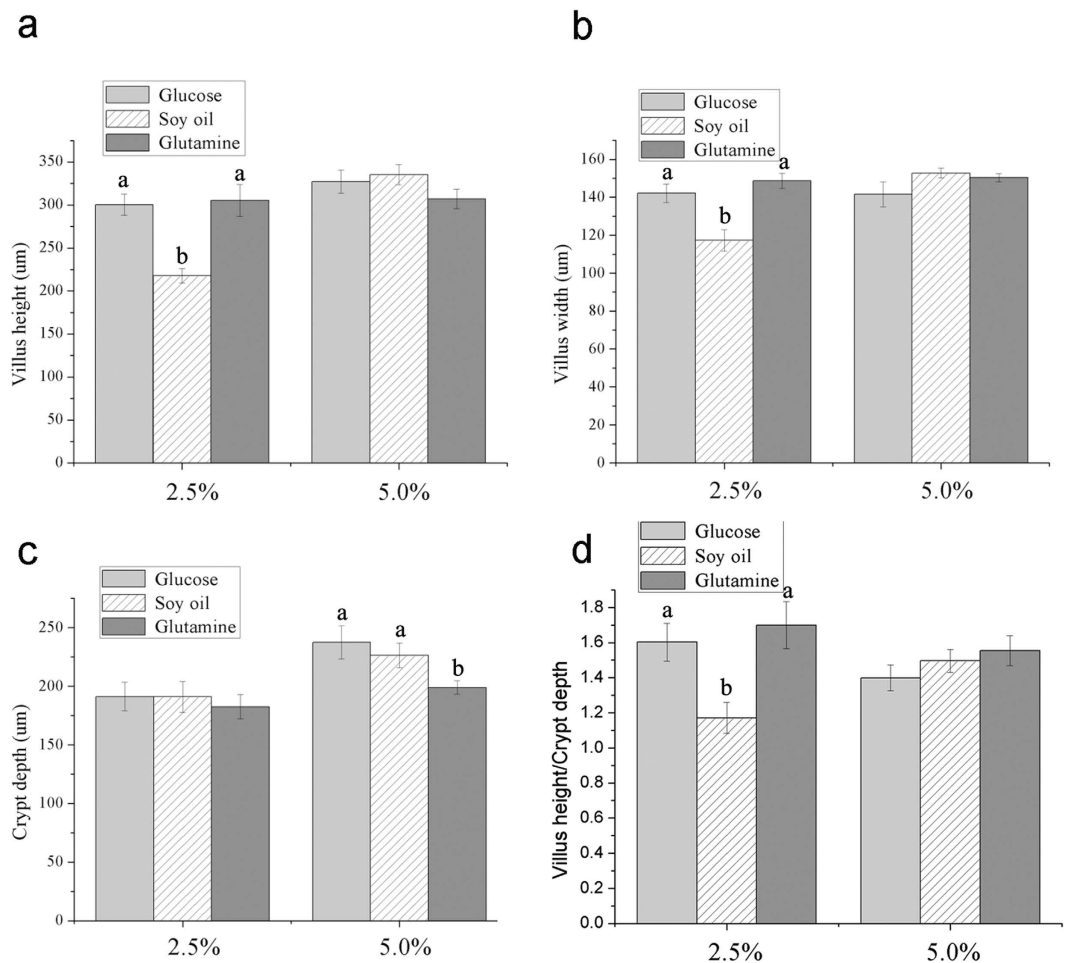 a
Glucose
Soy oil
Glutamine
350
300
250
200
150
100
50
0
Villus height (um)
a
b
a
2.5%
5.0%
b
Glucose
Soy oil
Glutamine
160
140
120
100
80
60
40
20
0
Villus width (um)
a
b
a
2.5%
5.0%
c
Glucose
Soy oil
Glutamine
250
200
150
100
50
0
Crypt depth (um)
a
a
b
2.5%
5.0%
d
Glucose
Soy oil
Glutamine
1.8
1.6
1.4
1.2
1.0
0.8
0.6
0.4
0.2
0.0
Villus height/Crypt depth
a
b
a
2.5%
5.0%